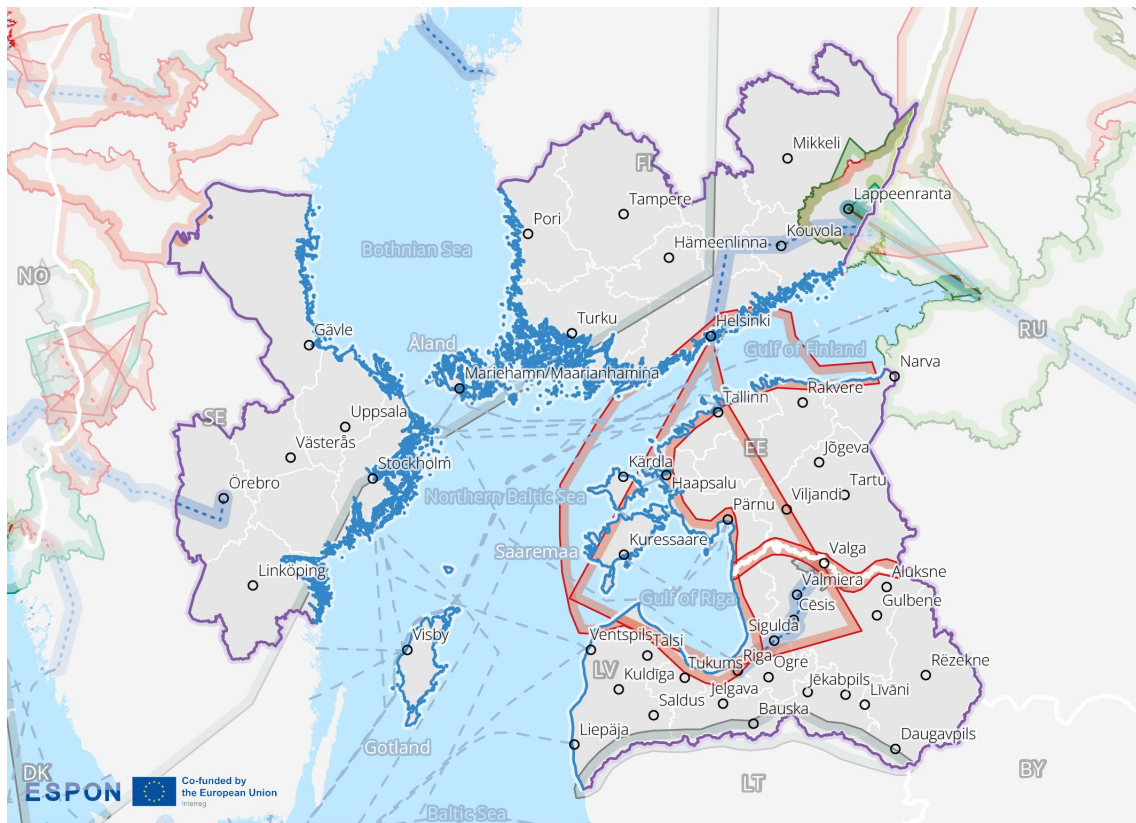 Mikkeli
FI
Lappeenranta
Tampere
Pori
Kouvola
Hämeenlinna
Bothnian Sea
NO
Turku
Helsinki
RU
Gävle
Åland
Gulf of Finland
Mariehamn/Maarianhamina
Narva
Rakvere
Tallinn
SE
Uppsala
Västerås
EE
Jõgeva
Stockholm
Kärdla
Haapsalu
Tartu
Örebro
Northern Baltic Sea
Viljandi
Pärnu
Saaremaa
Kuressaare
Valga
Linköping
Valmiera
Alūksne
Gulf of Riga
Cēsis
Gulbene
Visby
Ventspils
Talsi
Sigulda
LV
Tukums
Riga
Ogre
Rēzekne
Kuldīga
Jēkabpils
Līvāni
Saldus
Jelgava
Bauska
Liepāja
Daugavpils
Gotland
DK
LT
BY
ESPON
Co-funded by
the European Union
Interreg
Baltic Sea